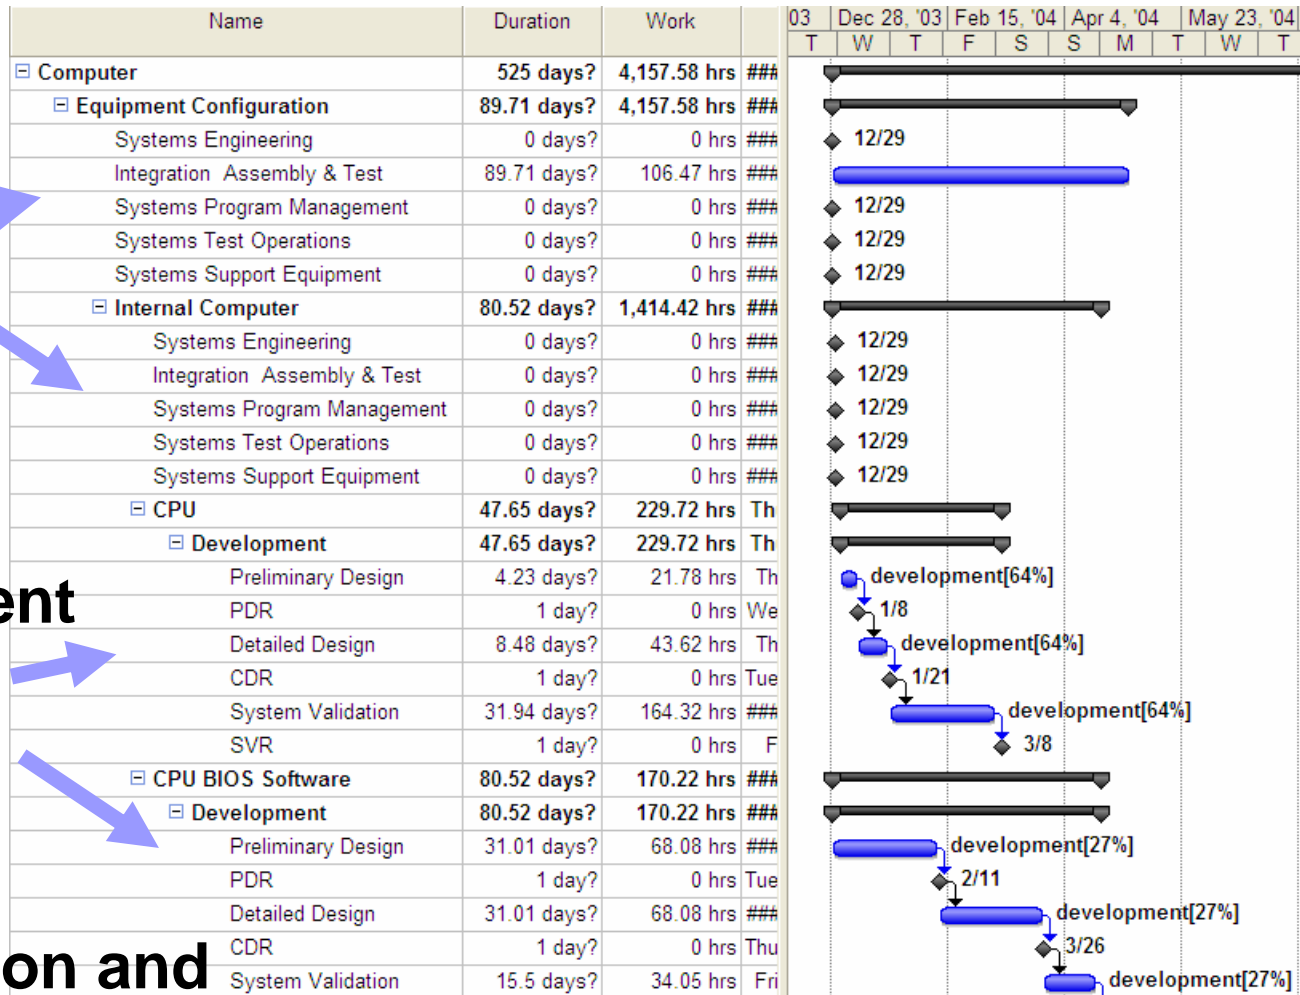 Name Duration Work 03 Dec 28, '03 Feb 15, '04 Apr 4, '04 May 23, '04
T W T F S S M T W T
Computer 525 days? 4,157.58 hrs ###
Equipment Configuration 89.71 days? 4,157.58 hrs ###
Systems Engineering 0 days? 0 hrs ### 12/29
Integration Assembly & Test 89.71 days? 106.47 hrs ###
Systems Program Management 0 days? 0 hrs ### 12/29
Systems Test Operations 0 days? 0 hrs ### 12/29
Systems Support Equipment 0 days? 0 hrs ### 12/29
Internal Computer 80.52 days? 1,414.42 hrs ###
Systems Engineering 0 days? 0 hrs ### 12/29
Integration Assembly & Test 0 days? 0 hrs ### 12/29
Systems Program Management 0 days? 0 hrs ### 12/29
Systems Test Operations 0 days? 0 hrs ### 12/29
Systems Support Equipment 0 days? 0 hrs ### 12/29
CPU 47.65 days? 229.72 hrs Th
Development 47.65 days? 229.72 hrs Th
Preliminary Design 4.23 days? 21.78 hrs Th development[64%]
ent
PDR 1 day? 0 hrs We 1/8
Detailed Design 8.48 days? 43.62 hrs Th development[64%]
CDR 1 day? 0 hrs Tue 1/21
System Validation 31.94 days? 164.32 hrs ### development[64%]
SVR 1 day? 0 hrs F 3/8
CPU BIOS Software 80.52 days? 170.22 hrs ###
Development 80.52 days? 170.22 hrs ###
Preliminary Design 31.01 days? 68.08 hrs ### development[27%]
PDR 1 day? 0 hrs Tue 2/11
Detailed Design 31.01 days? 68.08 hrs ### development[27%]
CDR 1 day? 0 hrs Thu 3/26
on and
System Validation 15.5 days? 34.05 hrs Fri development[27%]